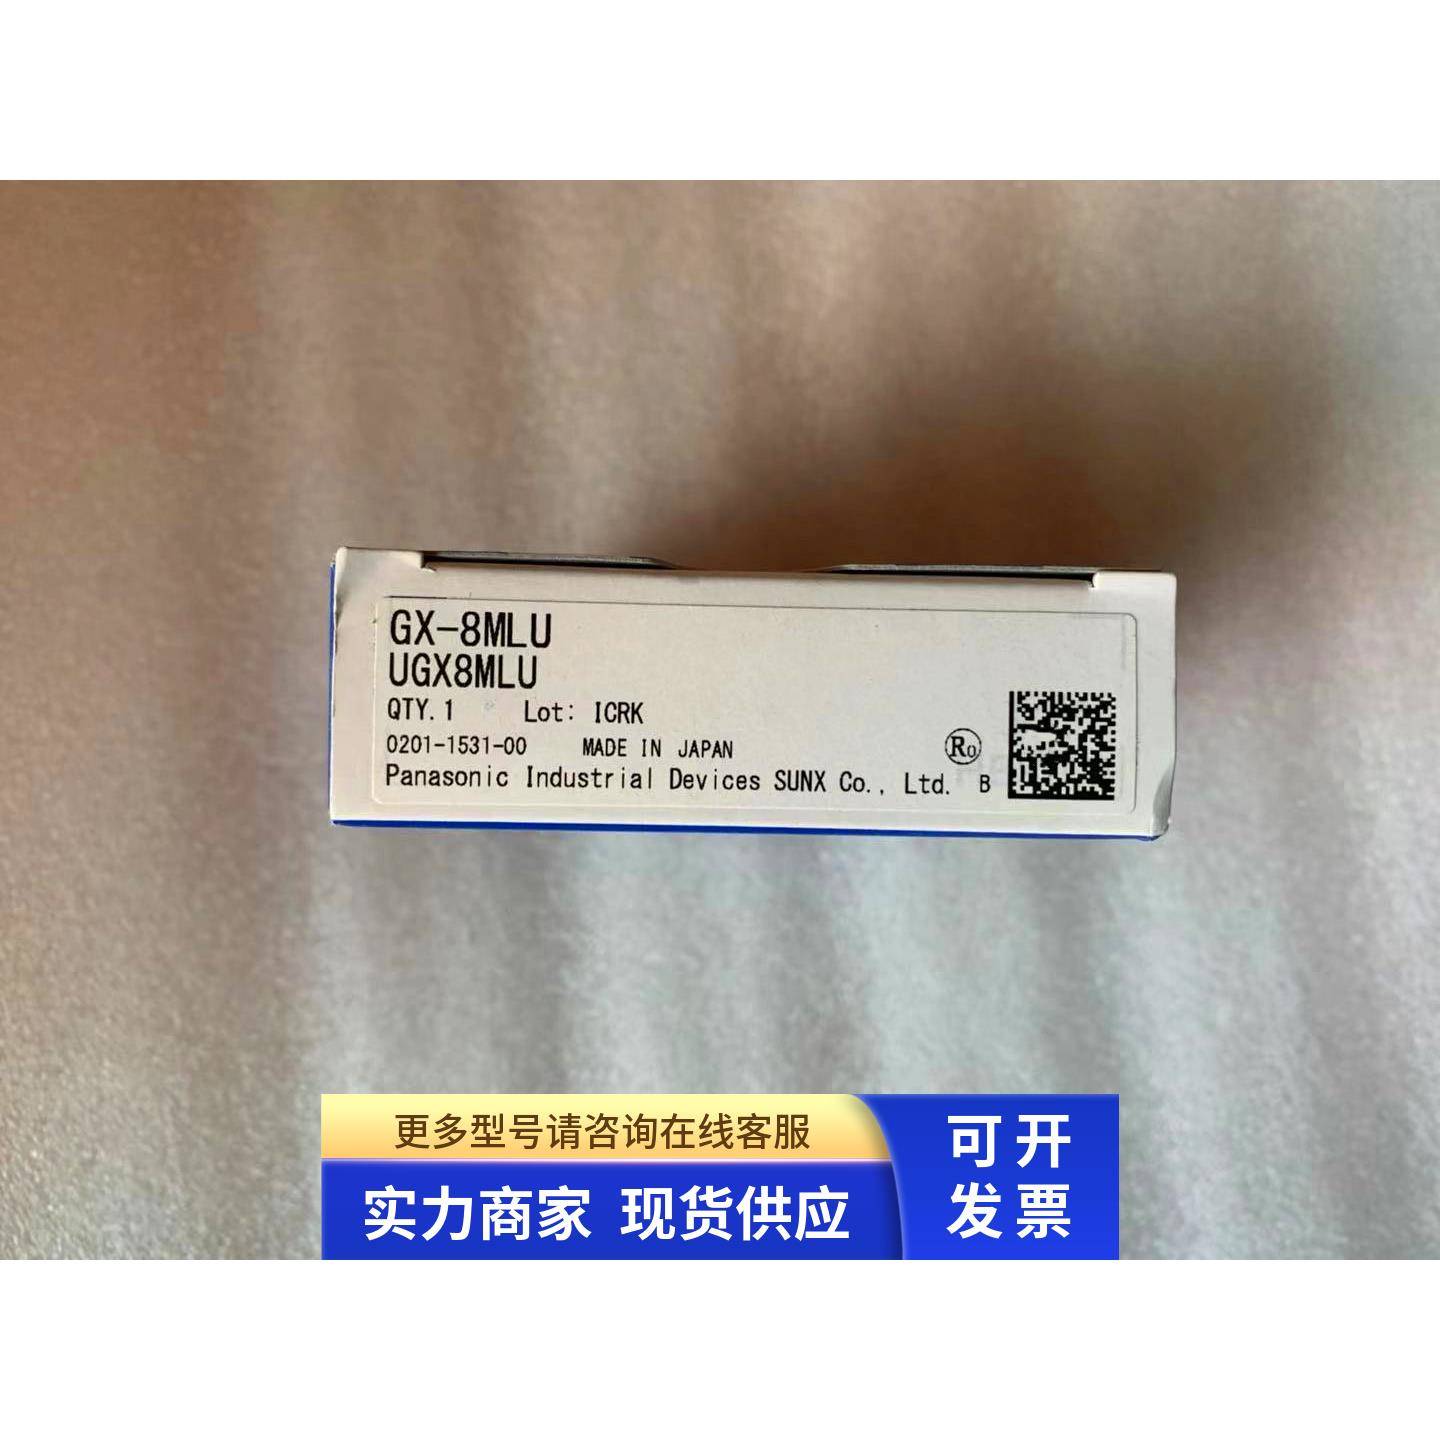 GX-8MLU
UGX8MLU
QTY. 1 Lot: ICRK
0201-1531-00 MADE IN JAPAN
Panasonic Industrial Devices SUNX Co., Ltd. B
Ro
更多型号请咨询在线客服
实力商家 现货供应
可开
发票